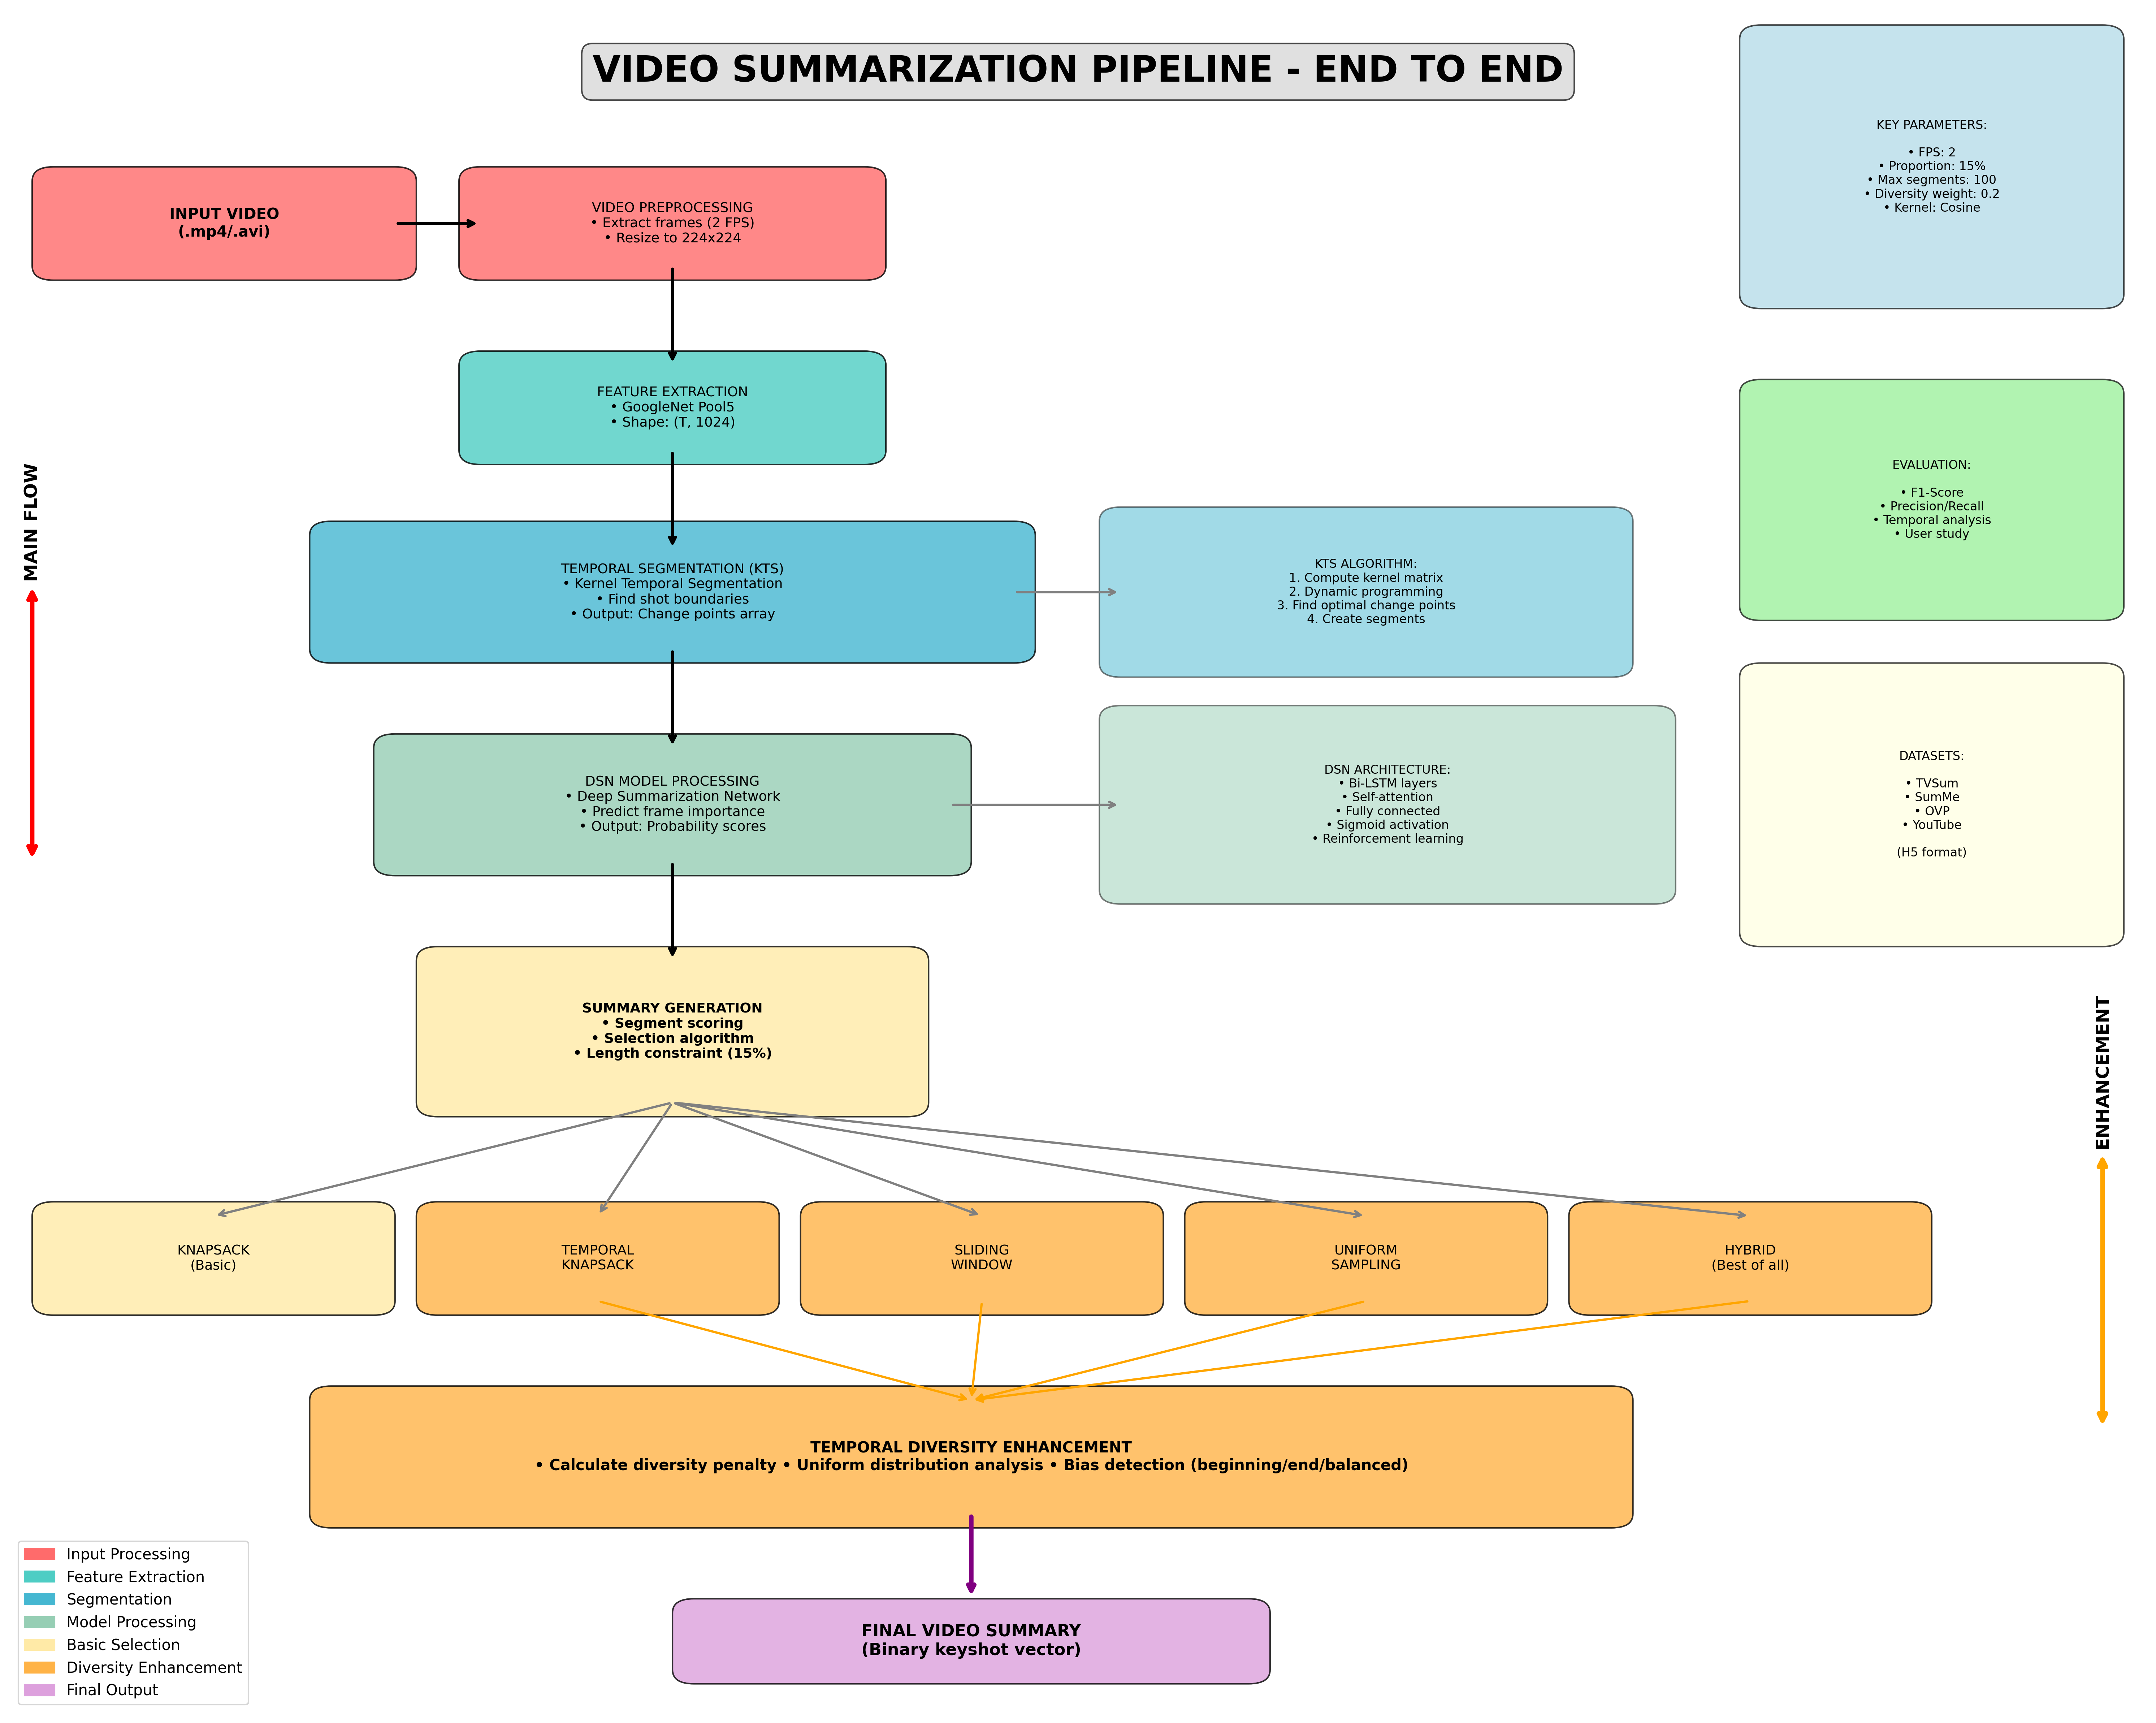 VIDEO SUMMARIZATION PIPELINE - END TO END
INPUT VIDEO
(.mp4/.avi)
VIDEO PREPROCESSING
• Extract frames (2 FPS)
• Resize to 224x224
KEY PARAMETERS:
• FPS: 2
• Proportion: 15%
• Max segments: 100
• Diversity weight: 0.2
• Kernel: Cosine
FEATURE EXTRACTION
• GoogleNet Pool5
• Shape: (T, 1024)
EVALUATION:
• F1-Score
• Precision/Recall
• Temporal analysis
• User study
MAIN FLOW
TEMPORAL SEGMENTATION (KTS)
• Kernel Temporal Segmentation
• Find shot boundaries
• Output: Change points array
KTS ALGORITHM:
1. Compute kernel matrix
2. Dynamic programming
3. Find optimal change points
4. Create segments
DSN MODEL PROCESSING
• Deep Summarization Network
• Predict frame importance
• Output: Probability scores
DSN ARCHITECTURE:
• Bi-LSTM layers
• Self-attention
• Fully connected
• Sigmoid activation
• Reinforcement learning
DATASETS:
• TVSum
• SumMe
• OVP
• YouTube
(H5 format)
SUMMARY GENERATION
• Segment scoring
• Selection algorithm
• Length constraint (15%)
ENHANCEMENT
KNAPSACK
(Basic)
TEMPORAL
KNAPSACK
SLIDING
WINDOW
UNIFORM
SAMPLING
HYBRID
(Best of all)
TEMPORAL DIVERSITY ENHANCEMENT
• Calculate diversity penalty • Uniform distribution analysis • Bias detection (beginning/end/balanced)
FINAL VIDEO SUMMARY
(Binary keyshot vector)
Input Processing
Feature Extraction
Segmentation
Model Processing
Basic Selection
Diversity Enhancement
Final Output